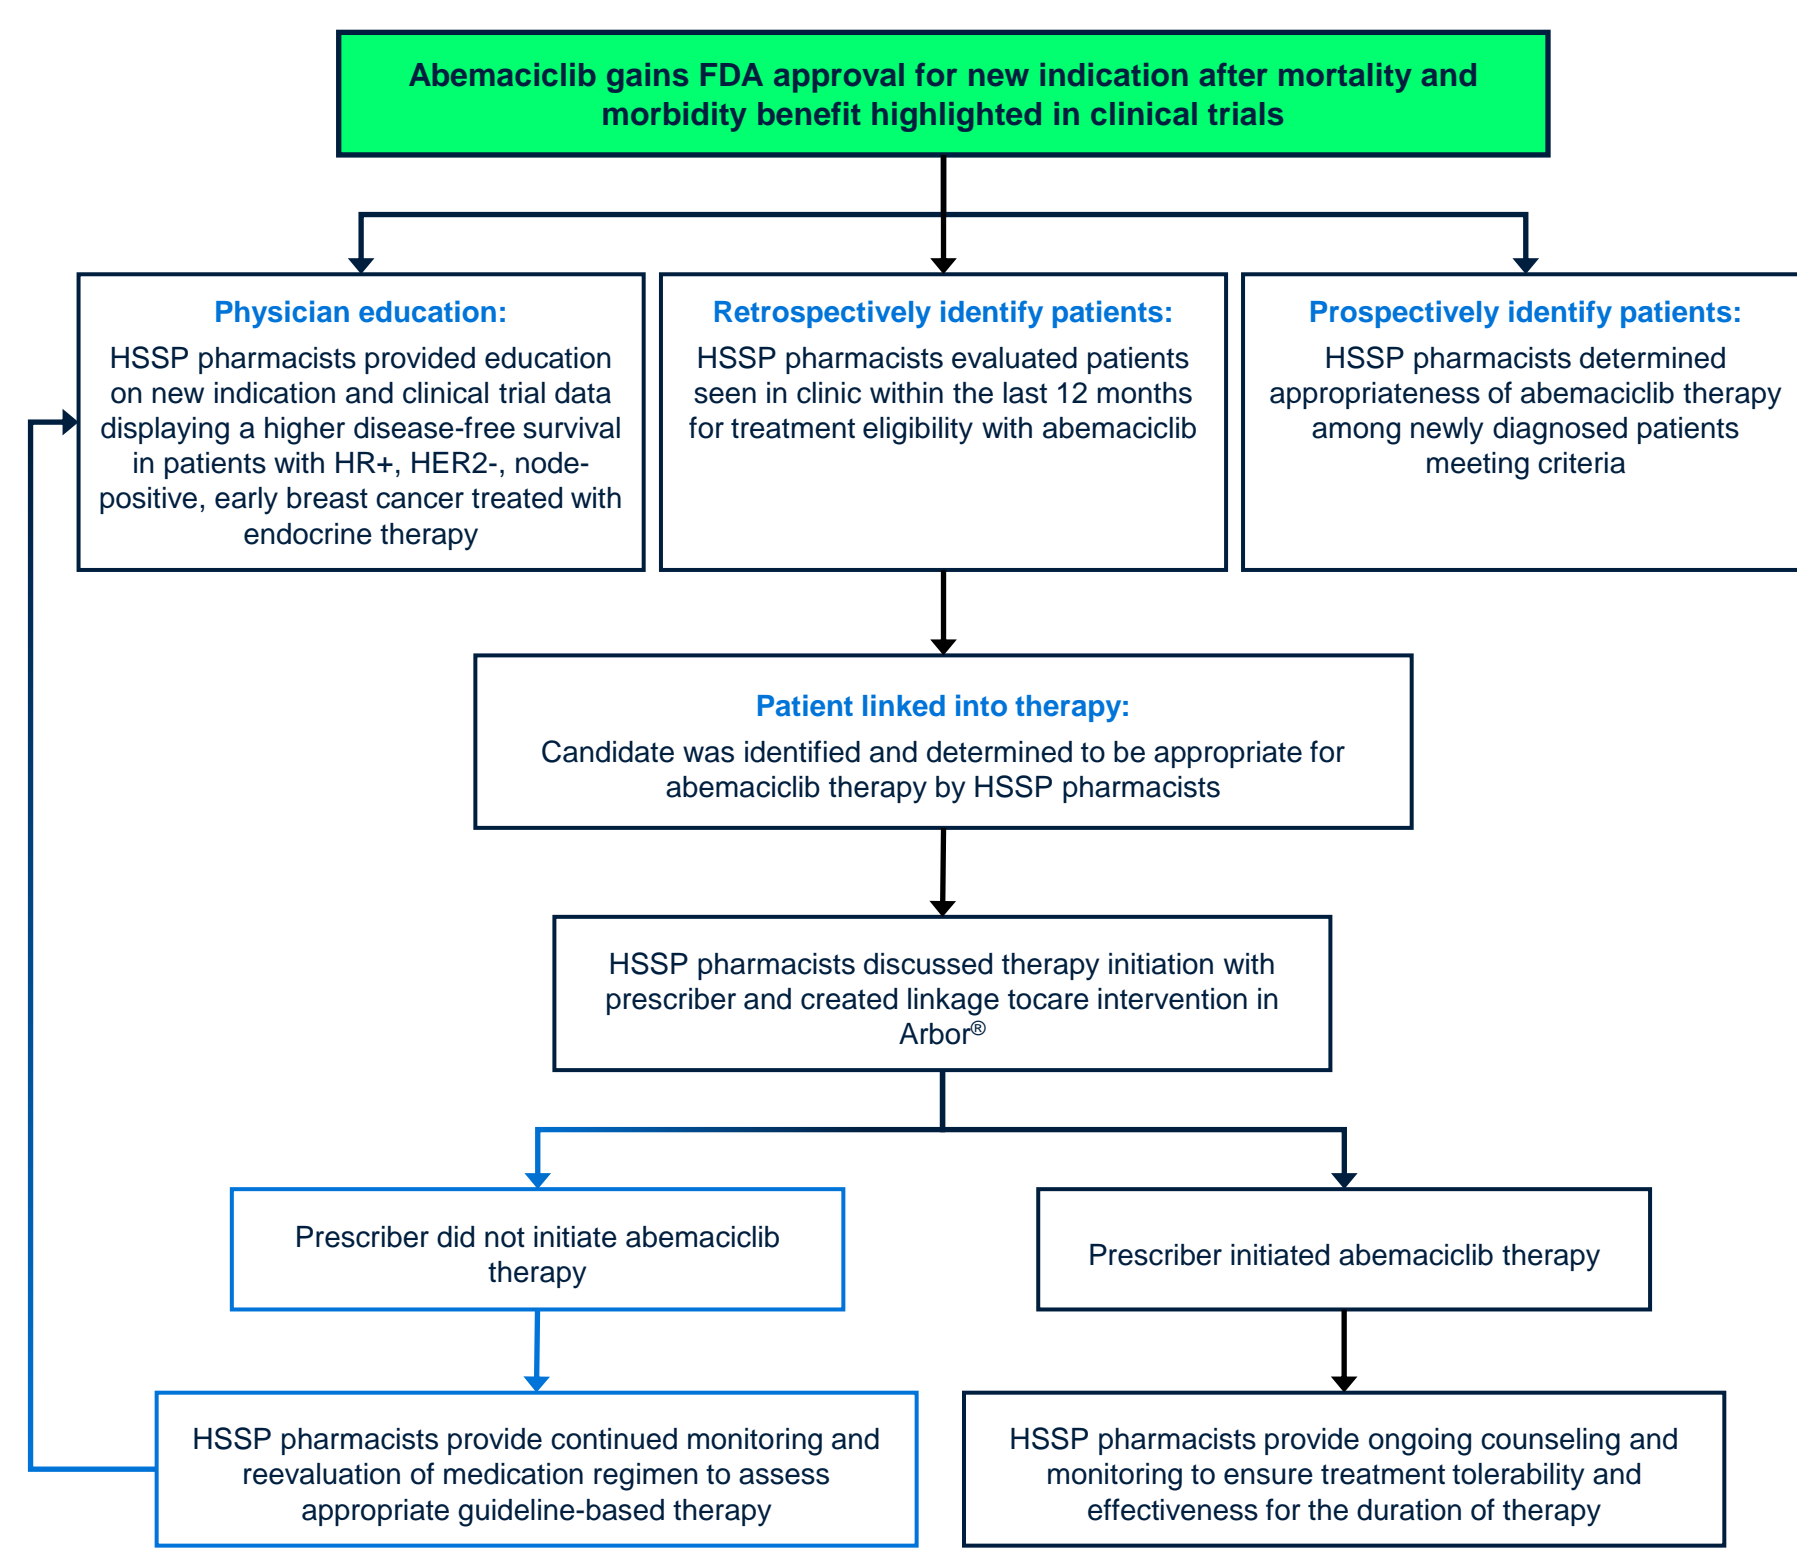 Abemaciclib gains FDA approval for new indication after mortality and
morbidity benefit highlighted in clinical trials
Physician education:
HSSP pharmacists provided education
on new indication and clinical trial data
displaying a higher disease-free survival
in patients with HR+, HER2-, node-
positive, early breast cancer treated with
endocrine therapy
Retrospectively identify patients:
HSSP pharmacists evaluated patients
seen in clinic within the last 12 months
for treatment eligibility with abemaciclib
Prospectively identify patients:
HSSP pharmacists determined
appropriateness of abemaciclib therapy
among newly diagnosed patients
meeting criteria
Patient linked into therapy:
Candidate was identified and determined to be appropriate for
abemaciclib therapy by HSSP pharmacists
HSSP pharmacists discussed therapy initiation with
prescriber and created linkage tocare intervention in
Arbor®
Prescriber did not initiate abemaciclib
therapy
Prescriber initiated abemaciclib therapy
HSSP pharmacists provide continued monitoring and
reevaluation of medication regimen to assess
appropriate guideline-based therapy
HSSP pharmacists provide ongoing counseling and
monitoring to ensure treatment tolerability and
effectiveness for the duration of therapy